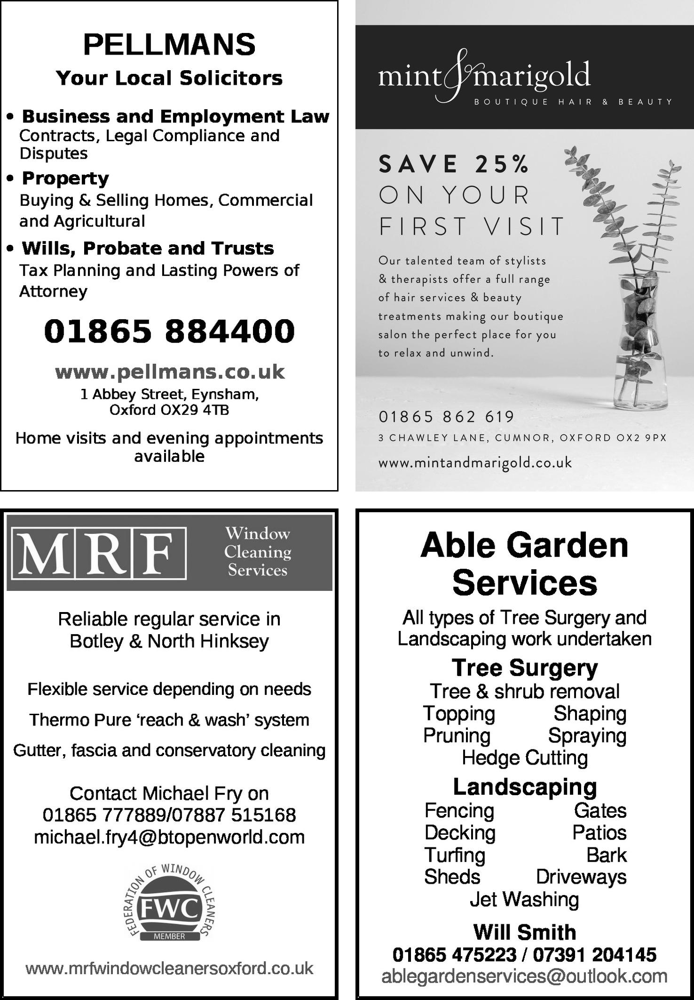 PELLMANS
Your Local Solicitors
• Business and Employment Law
Contracts, Legal Compliance and
Disputes
• Property
Buying & Selling Homes, Commercial
and Agricultural
• Wills, Probate and Trusts
Tax Planning and Lasting Powers of
Attorney
01865 884400
www.pellmans.co.uk
1 Abbey Street, Eynsham,
Oxford OX29 4TB
Home visits and evening appointments
available
mint & marigold
BOUTIQUE HAIR & BEAUTY
SAVE 25%
ON YOUR
FIRST VISIT
Our talented team of stylists
& therapists offer a full range
of hair services & beauty
treatments making our boutique
salon the perfect place for you
to relax and unwind.
01865 862 619
3 CHAWLEY LANE, CUMNOR, OXFORD OX2 9PX
www.mintandmarigold.co.uk
MRF
Window
Cleaning
Services
Reliable regular service in
Botley & North Hinksey
Flexible service depending on needs
Thermo Pure ‘reach & wash’ system
Gutter, fascia and conservatory cleaning
Contact Michael Fry on
01865 777889/07887 515168
michael.fry4@btopenworld.com
FEDERATION OF WINDOW CLEANERS
FWC
MEMBER
www.mrfwindowcleanersoxford.co.uk
Able Garden
Services
All types of Tree Surgery and
Landscaping work undertaken
Tree Surgery
Tree & shrub removal
Topping Shaping
Pruning Spraying
Hedge Cutting
Landscaping
Fencing Gates
Decking Patios
Turfing Bark
Sheds Driveways
Jet Washing
Will Smith
01865 475223 / 07391 204145
ablegardenservices@outlook.com